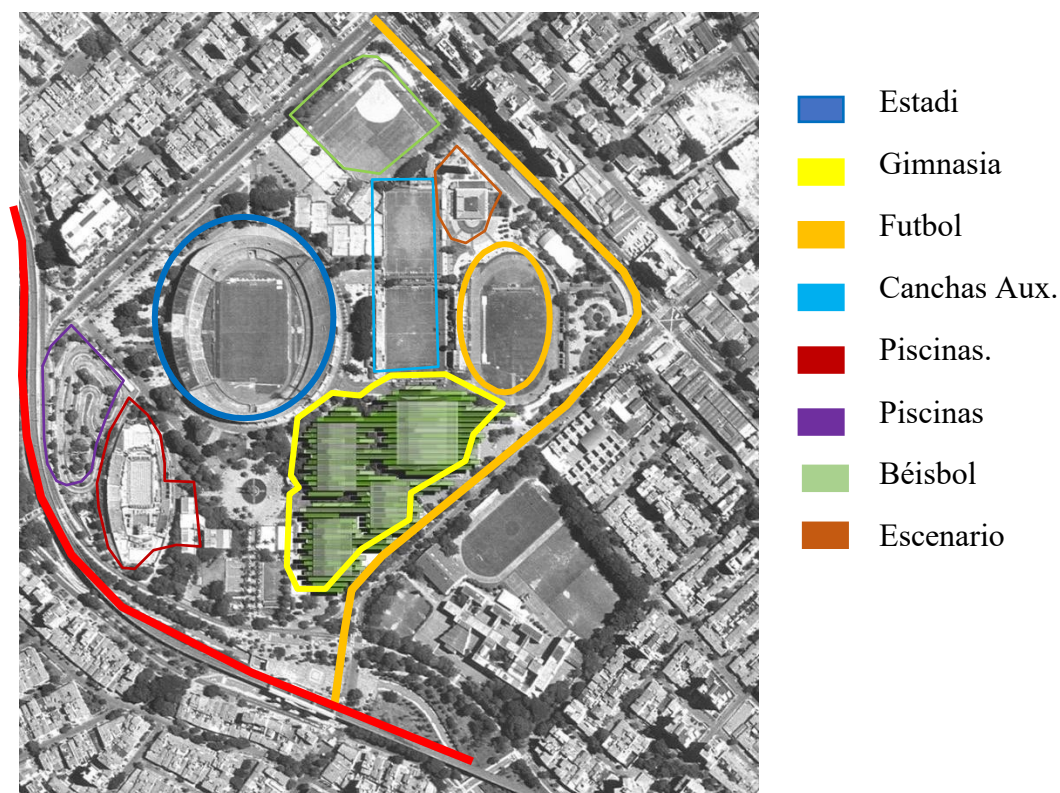 Estadi
Gimnasia
Futbol
Canchas Aux.
Piscinas.
Piscinas
Béisbol
Escenario